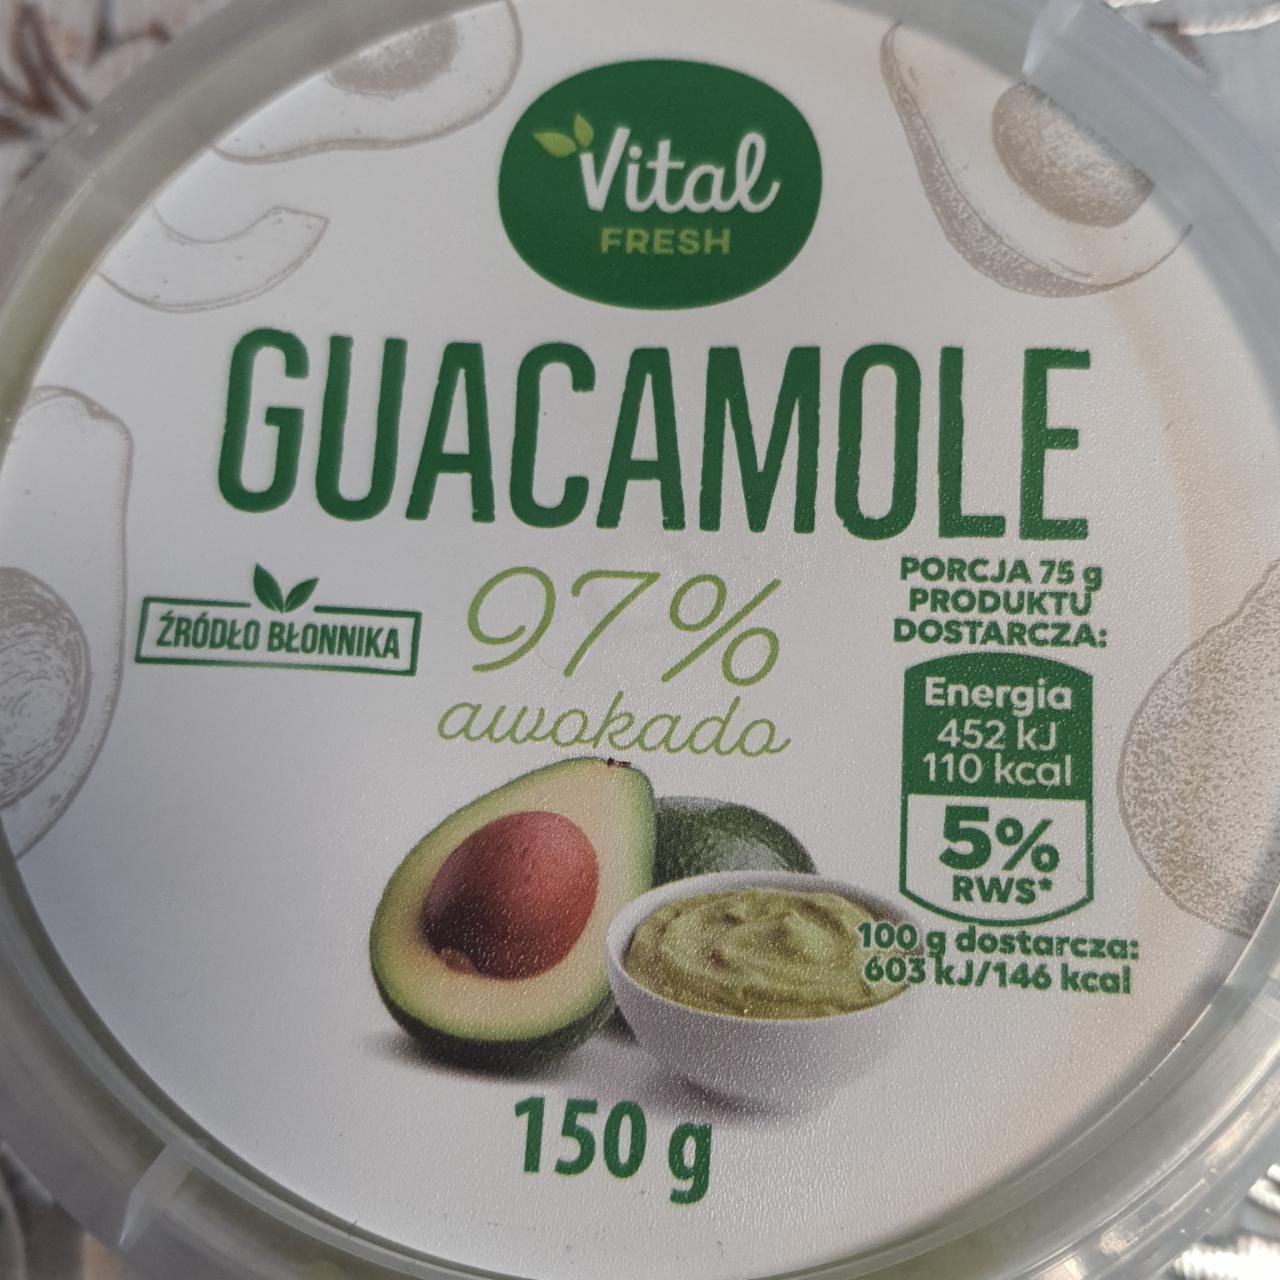 Vital
FRESH
GUACAMOLE
97%
awokado
ŹRÓDŁO BŁONNIKA
PORCJA 75 g
PRODUKTU
DOSTARCZA:
Energia
452 kJ
110 kcal
5%
RWS*
100 g dostarcza:
603 kJ/146 kcal
150 g